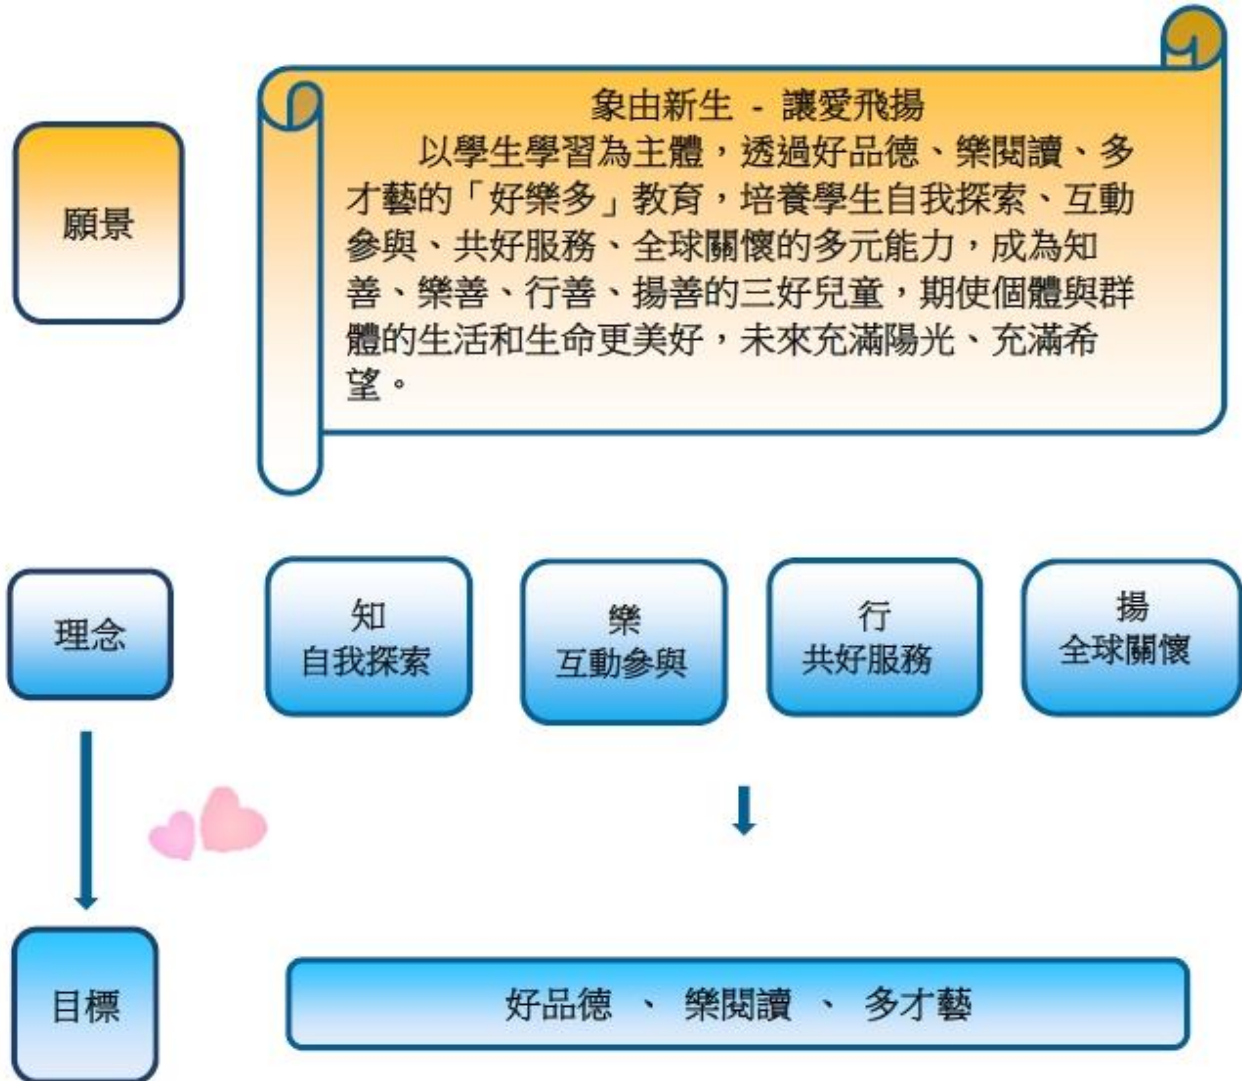 願景
象由新生 - 讓愛飛揚
以學生學習為主體，透過好品德、樂閱讀、多
才藝的「好樂多」教育，培養學生自我探索、互動
參與、共好服務、全球關懷的多元能力，成為知
善、樂善、行善、揚善的三好兒童，期使個體與群
體的生活和生命更美好，未來充滿陽光、充滿希
望。
理念
知
自我探索
樂
互動參與
行
共好服務
揚
全球關懷
目標
好品德 、 樂閱讀 、 多才藝